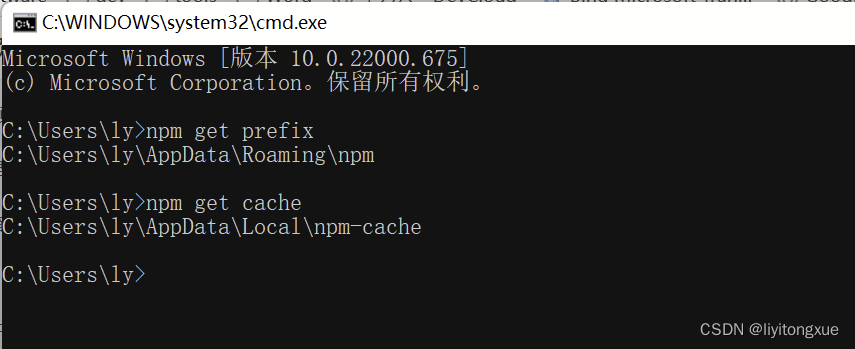 C:\WINDOWS\system32\cmd.exe
Microsoft Windows [版本 10.0.22000.675]
(c) Microsoft Corporation。保留所有权利。
C:\Users\ly>npm get prefix
C:\Users\ly\AppData\Roaming\npm
C:\Users\ly>npm get cache
C:\Users\ly\AppData\Local\npm-cache
C:\Users\ly>
CSDN @liyitongxue